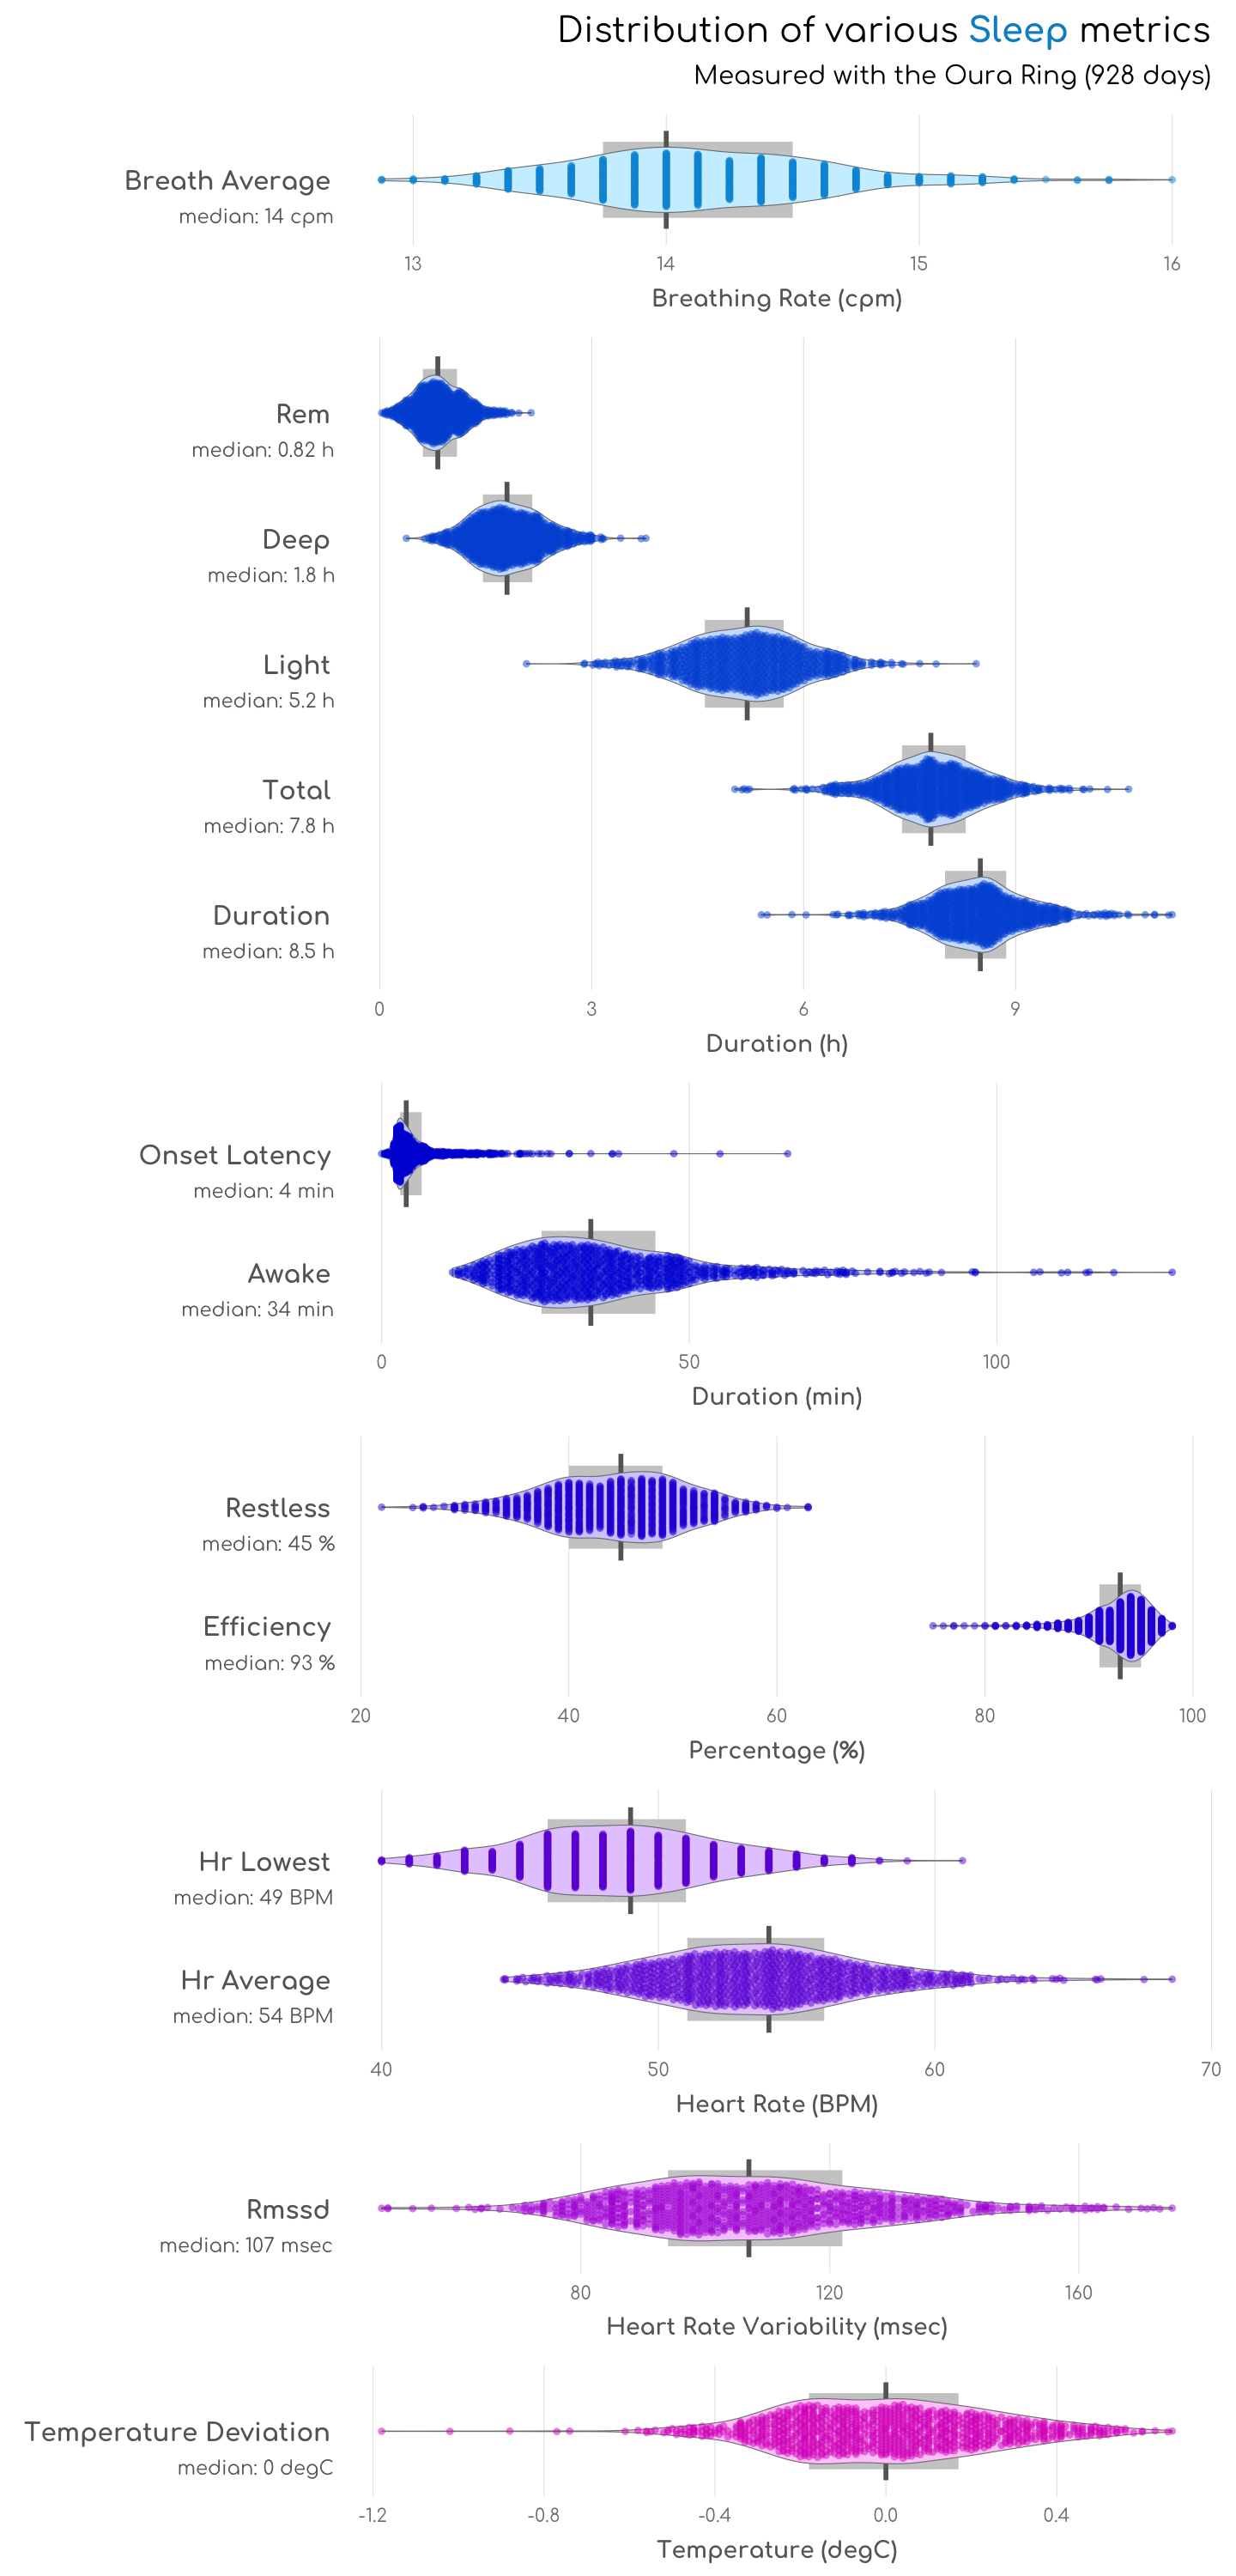 Distribution of various Sleep metrics
Measured with the Oura Ring (928 days)
Breath Average
median: 14 cpm
13 14 15 16
Breathing Rate (cpm)
Rem
median: 0.82 h
Deep
median: 1.8 h
Light
median: 5.2 h
Total
median: 7.8 h
Duration
median: 8.5 h
0 3 6 9
Duration (h)
Onset Latency
median: 4 min
Awake
median: 34 min
0 50 100
Duration (min)
Restless
median: 45 %
Efficiency
median: 93 %
20 40 60 80 100
Percentage (%)
Hr Lowest
median: 49 BPM
Hr Average
median: 54 BPM
40 50 60 70
Heart Rate (BPM)
Rmssd
median: 107 msec
80 120 160
Heart Rate Variability (msec)
Temperature Deviation
median: 0 degC
-1.2 -0.8 -0.4 0.0 0.4
Temperature (degC)